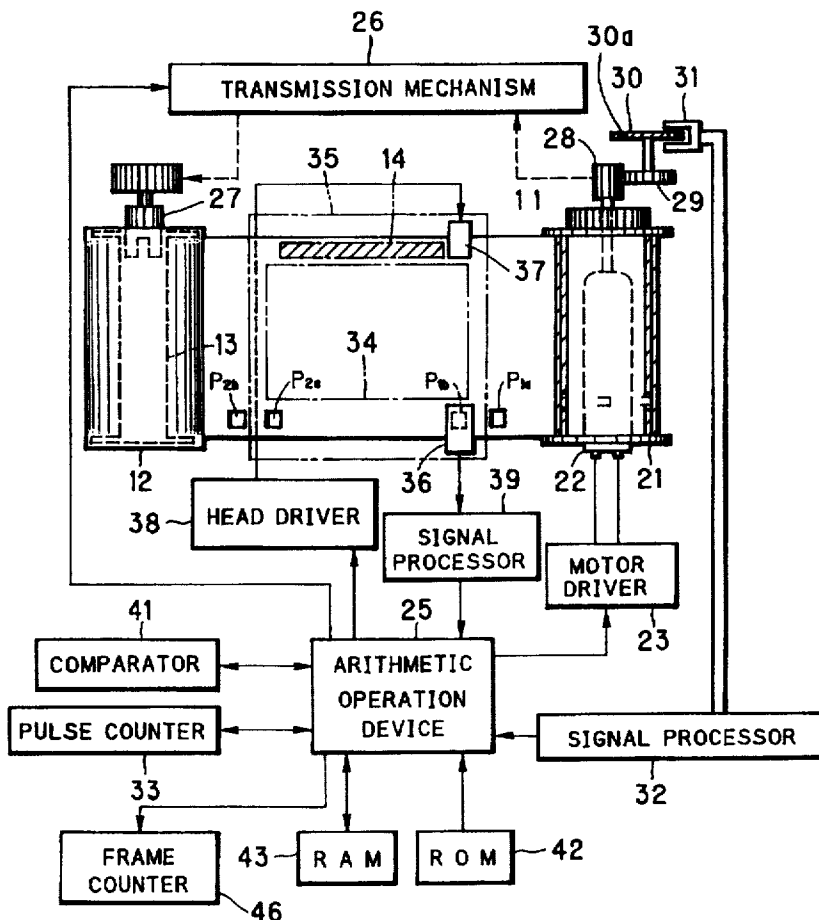 26
30a
30
31
TRANSMISSION MECHANISM
28
35
14
27
11
29
37
13
34
P2b
P2a
P1b
P1a
12
36
39
22
21
38
HEAD DRIVER
SIGNAL
PROCESSOR
MOTOR
DRIVER
23
41
25
COMPARATOR
ARITHMETIC
OPERATION
DEVICE
PULSE COUNTER
SIGNAL PROCESSOR
33
32
FRAME
COUNTER
46
43
RAM
ROM
42